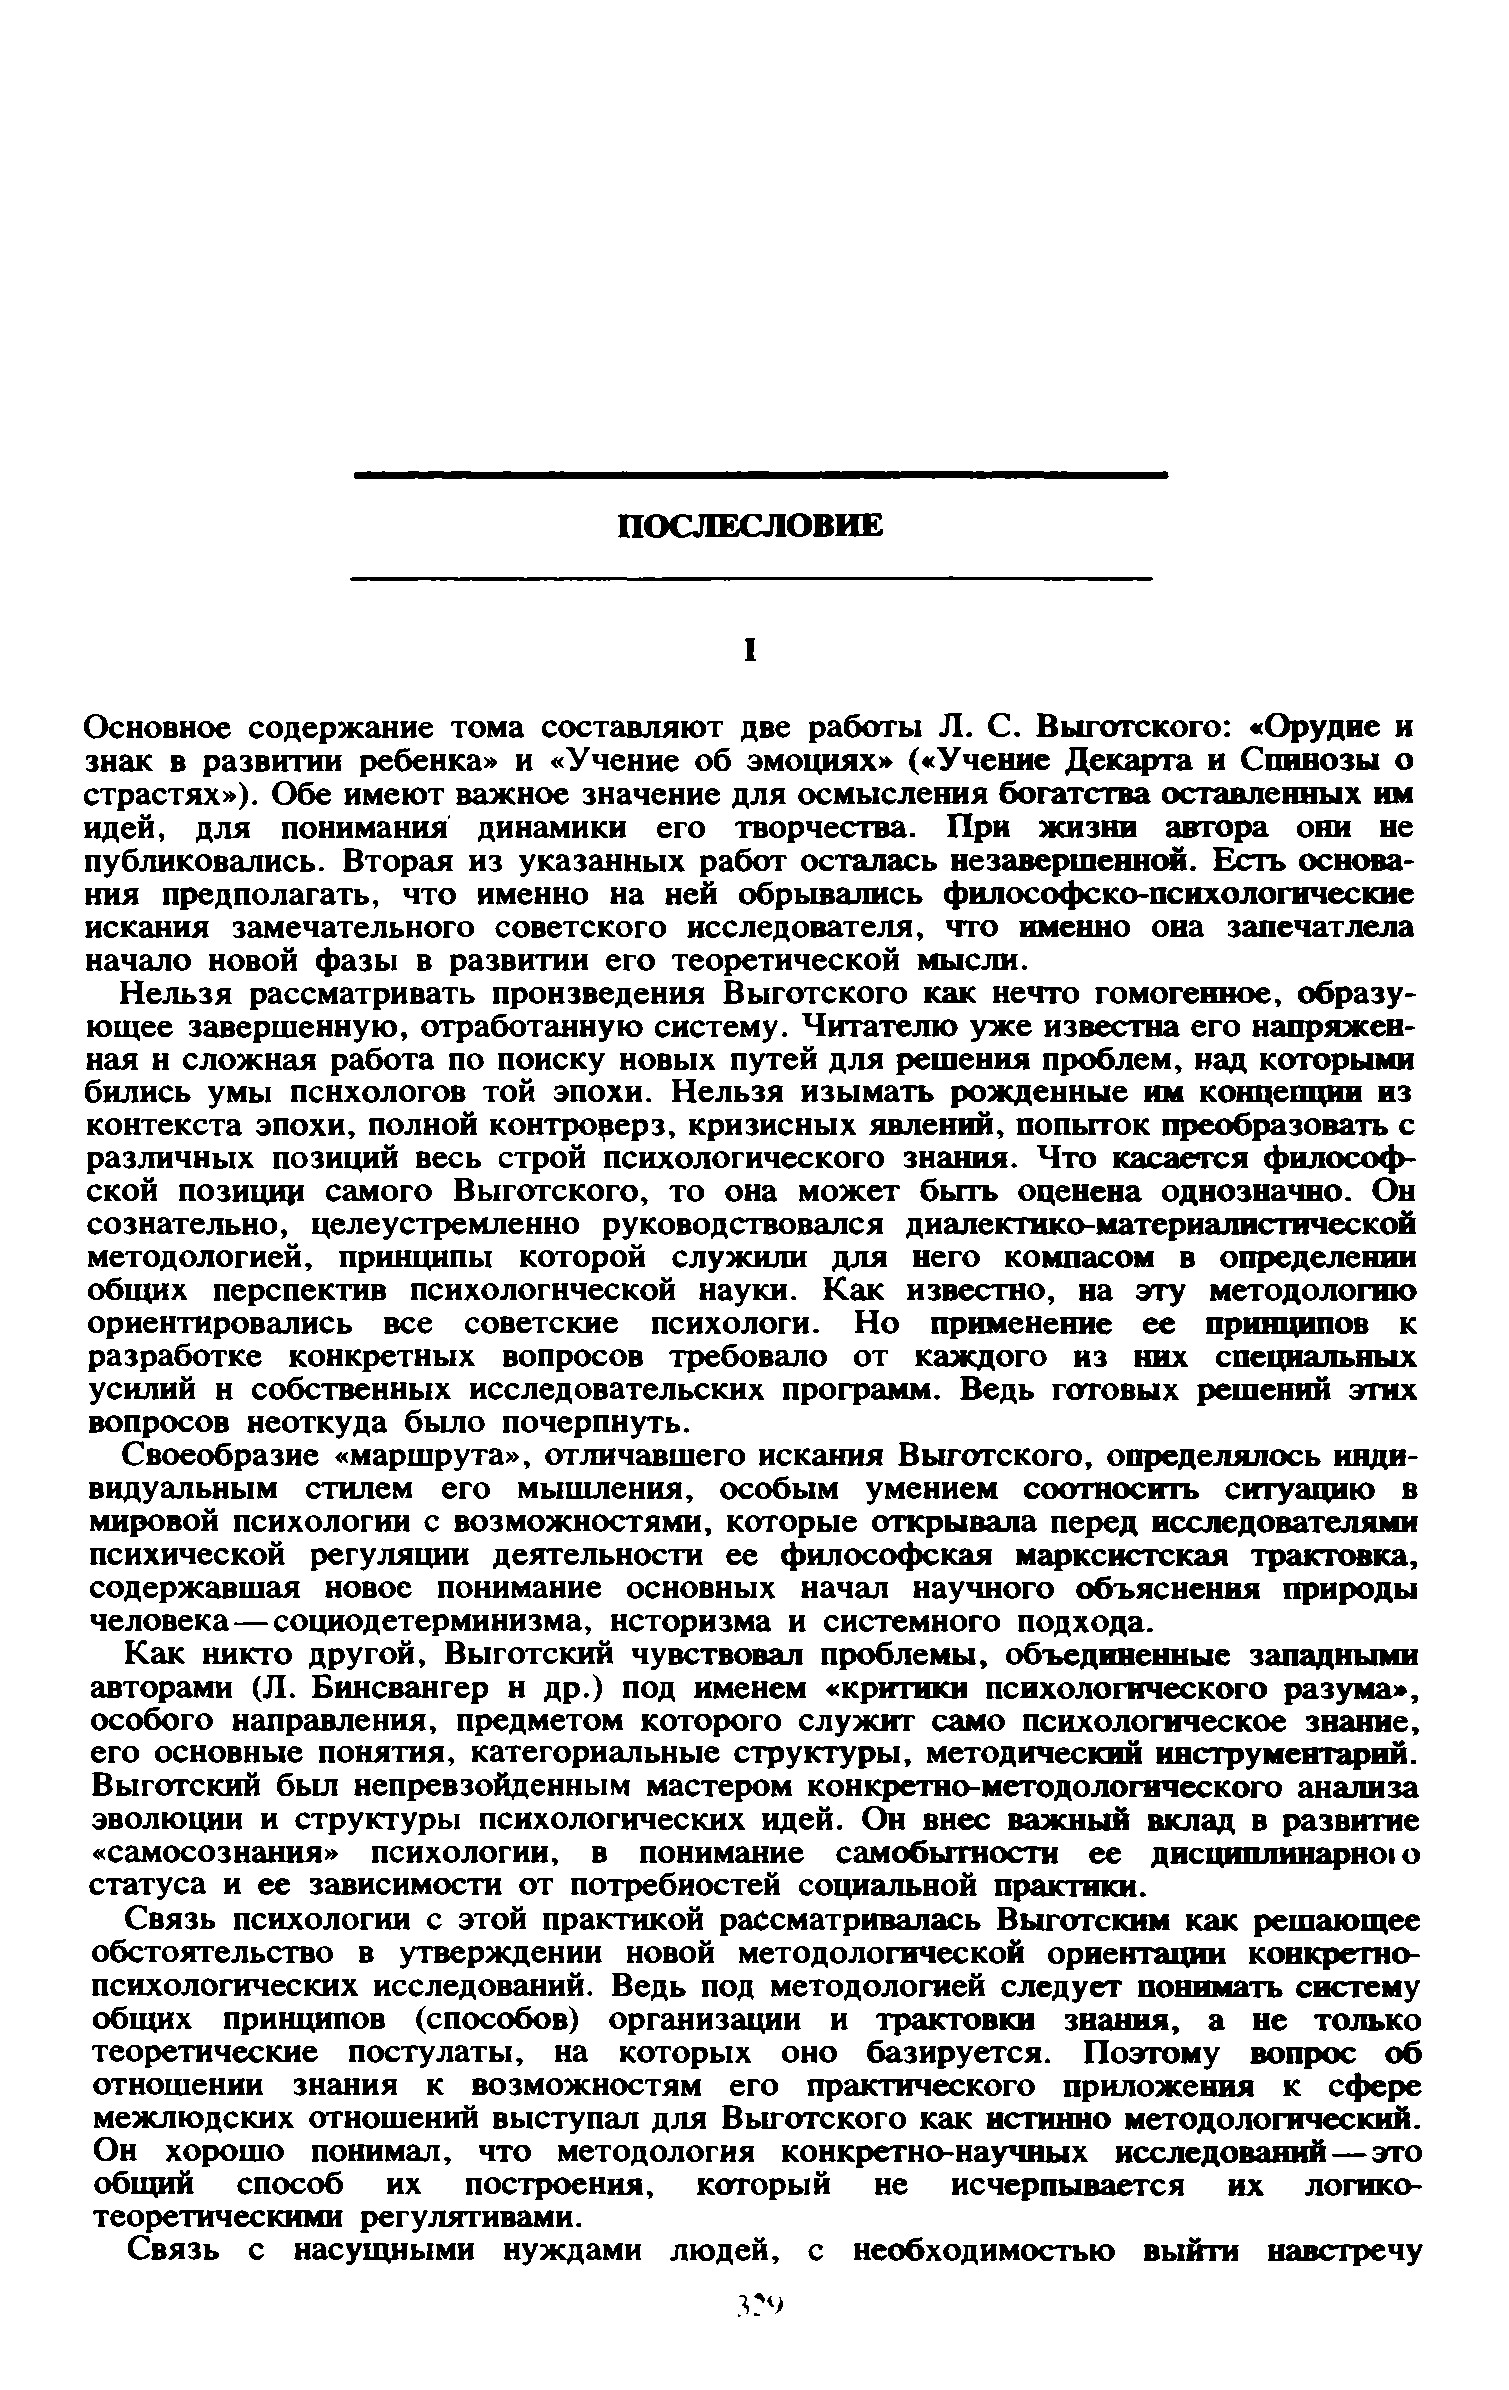 ПОСЛЕСЛОВИЕ
I
Основное содержание тома составляют две работы Л. С. Выготского: «Орудие и
знак в развитии ребенка» и «Учение об эмоциях» («Учение Декарта и Спинозы о
страстях»). Обе имеют важное значение для осмысления богатства оставленных им
идей, для понимания динамики его творчества. При жизни автора они не
публиковались. Вторая из указанных работ осталась незавершенной. Есть основа-
ния предполагать, что именно на ней обрывались философско-психологические
искания замечательного советского исследователя, что именно она запечатлела
начало новой фазы в развитии его теоретической мысли.
Нельзя рассматривать произведения Выготского как нечто гомогенное, образу-
ющее завершенную, отработанную систему. Читателю уже известна его напряжен-
ная и сложная работа по поиску новых путей для решения проблем, над которыми
бились умы психологов той эпохи. Нельзя изымать рожденные им концепции из
контекста эпохи, полной контроверз, кризисных явлений, попыток преобразовать с
различных позиций весь строй психологического знания. Что касается философ-
ской позиции самого Выготского, то она может быть оценена однозначно. Он
сознательно, целеустремленно руководствовался диалектико-материалистической
методологией, принципы которой служили для него компасом в определении
общих перспектив психологической науки. Как известно, на эту методологию
ориентировались все советские психологи. Но применение ее принципов к
разработке конкретных вопросов требовало от каждого из них специальных
усилий и собственных исследовательских программ. Ведь готовых решений этих
вопросов неоткуда было почерпнуть.
Своеобразие «маршрута», отличавшего искания Выготского, определялось инди-
видуальным стилем его мышления, особым умением соотносить ситуацию в
мировой психологии с возможностями, которые открывала перед исследователями
психической регуляции деятельности ее философская марксистская трактовка,
содержавшая новое понимание основных начал научного объяснения природы
человека—социодетерминизма, историзма и системного подхода.
Как никто другой, Выготский чувствовал проблемы, объединенные западными
авторами (Л. Бинсвангер и др.) под именем «критики психологического разума»,
особого направления, предметом которого служит само психологическое знание,
его основные понятия, категориальные структуры, методический инструментарий.
Выготский был непревзойденным мастером конкретно-методологического анализа
эволюции и структуры психологических идей. Он внес важный вклад в развитие
«самосознания» психологии, в понимание самобытности ее дисциплинарного
статуса и ее зависимости от потребностей социальной практики.
Связь психологии с этой практикой рассматривалась Выготским как решающее
обстоятельство в утверждении новой методологической ориентации конкретно-
психологических исследований. Ведь под методологией следует понимать систему
общих принципов (способов) организации и трактовки знания, а не только
теоретические постулаты, на которых оно базируется. Поэтому вопрос об
отношении знания к возможностям его практического приложения к сфере
межлюдских отношений выступал для Выготского как истинно методологический.
Он хорошо понимал, что методология конкретно-научных исследований—это
общий способ их построения, который не исчерпывается их логико-
теоретическими регулятивами.
Связь с насущными нуждами людей, с необходимостью выйти навстречу
329